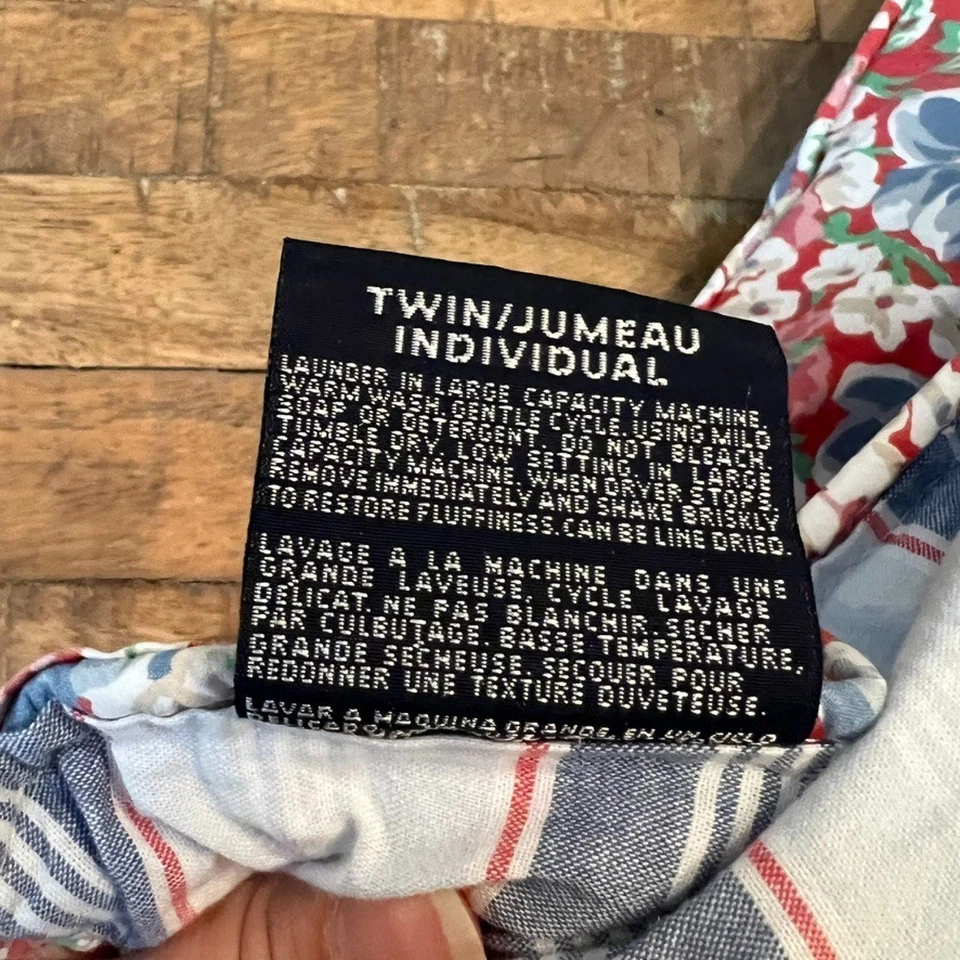 TWIN/JUMEAU
INDIVIDUAL
LAUNDER IN LARGE CAPACITY MACHINE
WARM WASH, GENTLE CYCLE, USING MILD
SOAP OR DETERGENT. DO NOT BLEACH.
TUMBLE DRY, LOW SETTING IN LARGE
CAPACITY MACHINE. WHEN DRYER STOPS,
REMOVE IMMEDIATELY AND SHAKE BRISKLY
TO RESTORE FLUFFINESS. CAN BE LINE DRIED.
LAVAGE A LA MACHINE DANS UNE
GRANDE LAVEUSE, CYCLE LAVAGE
DELICAT. NE PAS BLANCHIR. SECHER
PAR CULBUTAGE BASSE TEMPERATURE,
GRANDE SECHEUSE. SECOUER POUR
REDONNER UNE TEXTURE DUVETEUSE.
LAVAR A MAQUINA GRANDE, EN UN CICLO